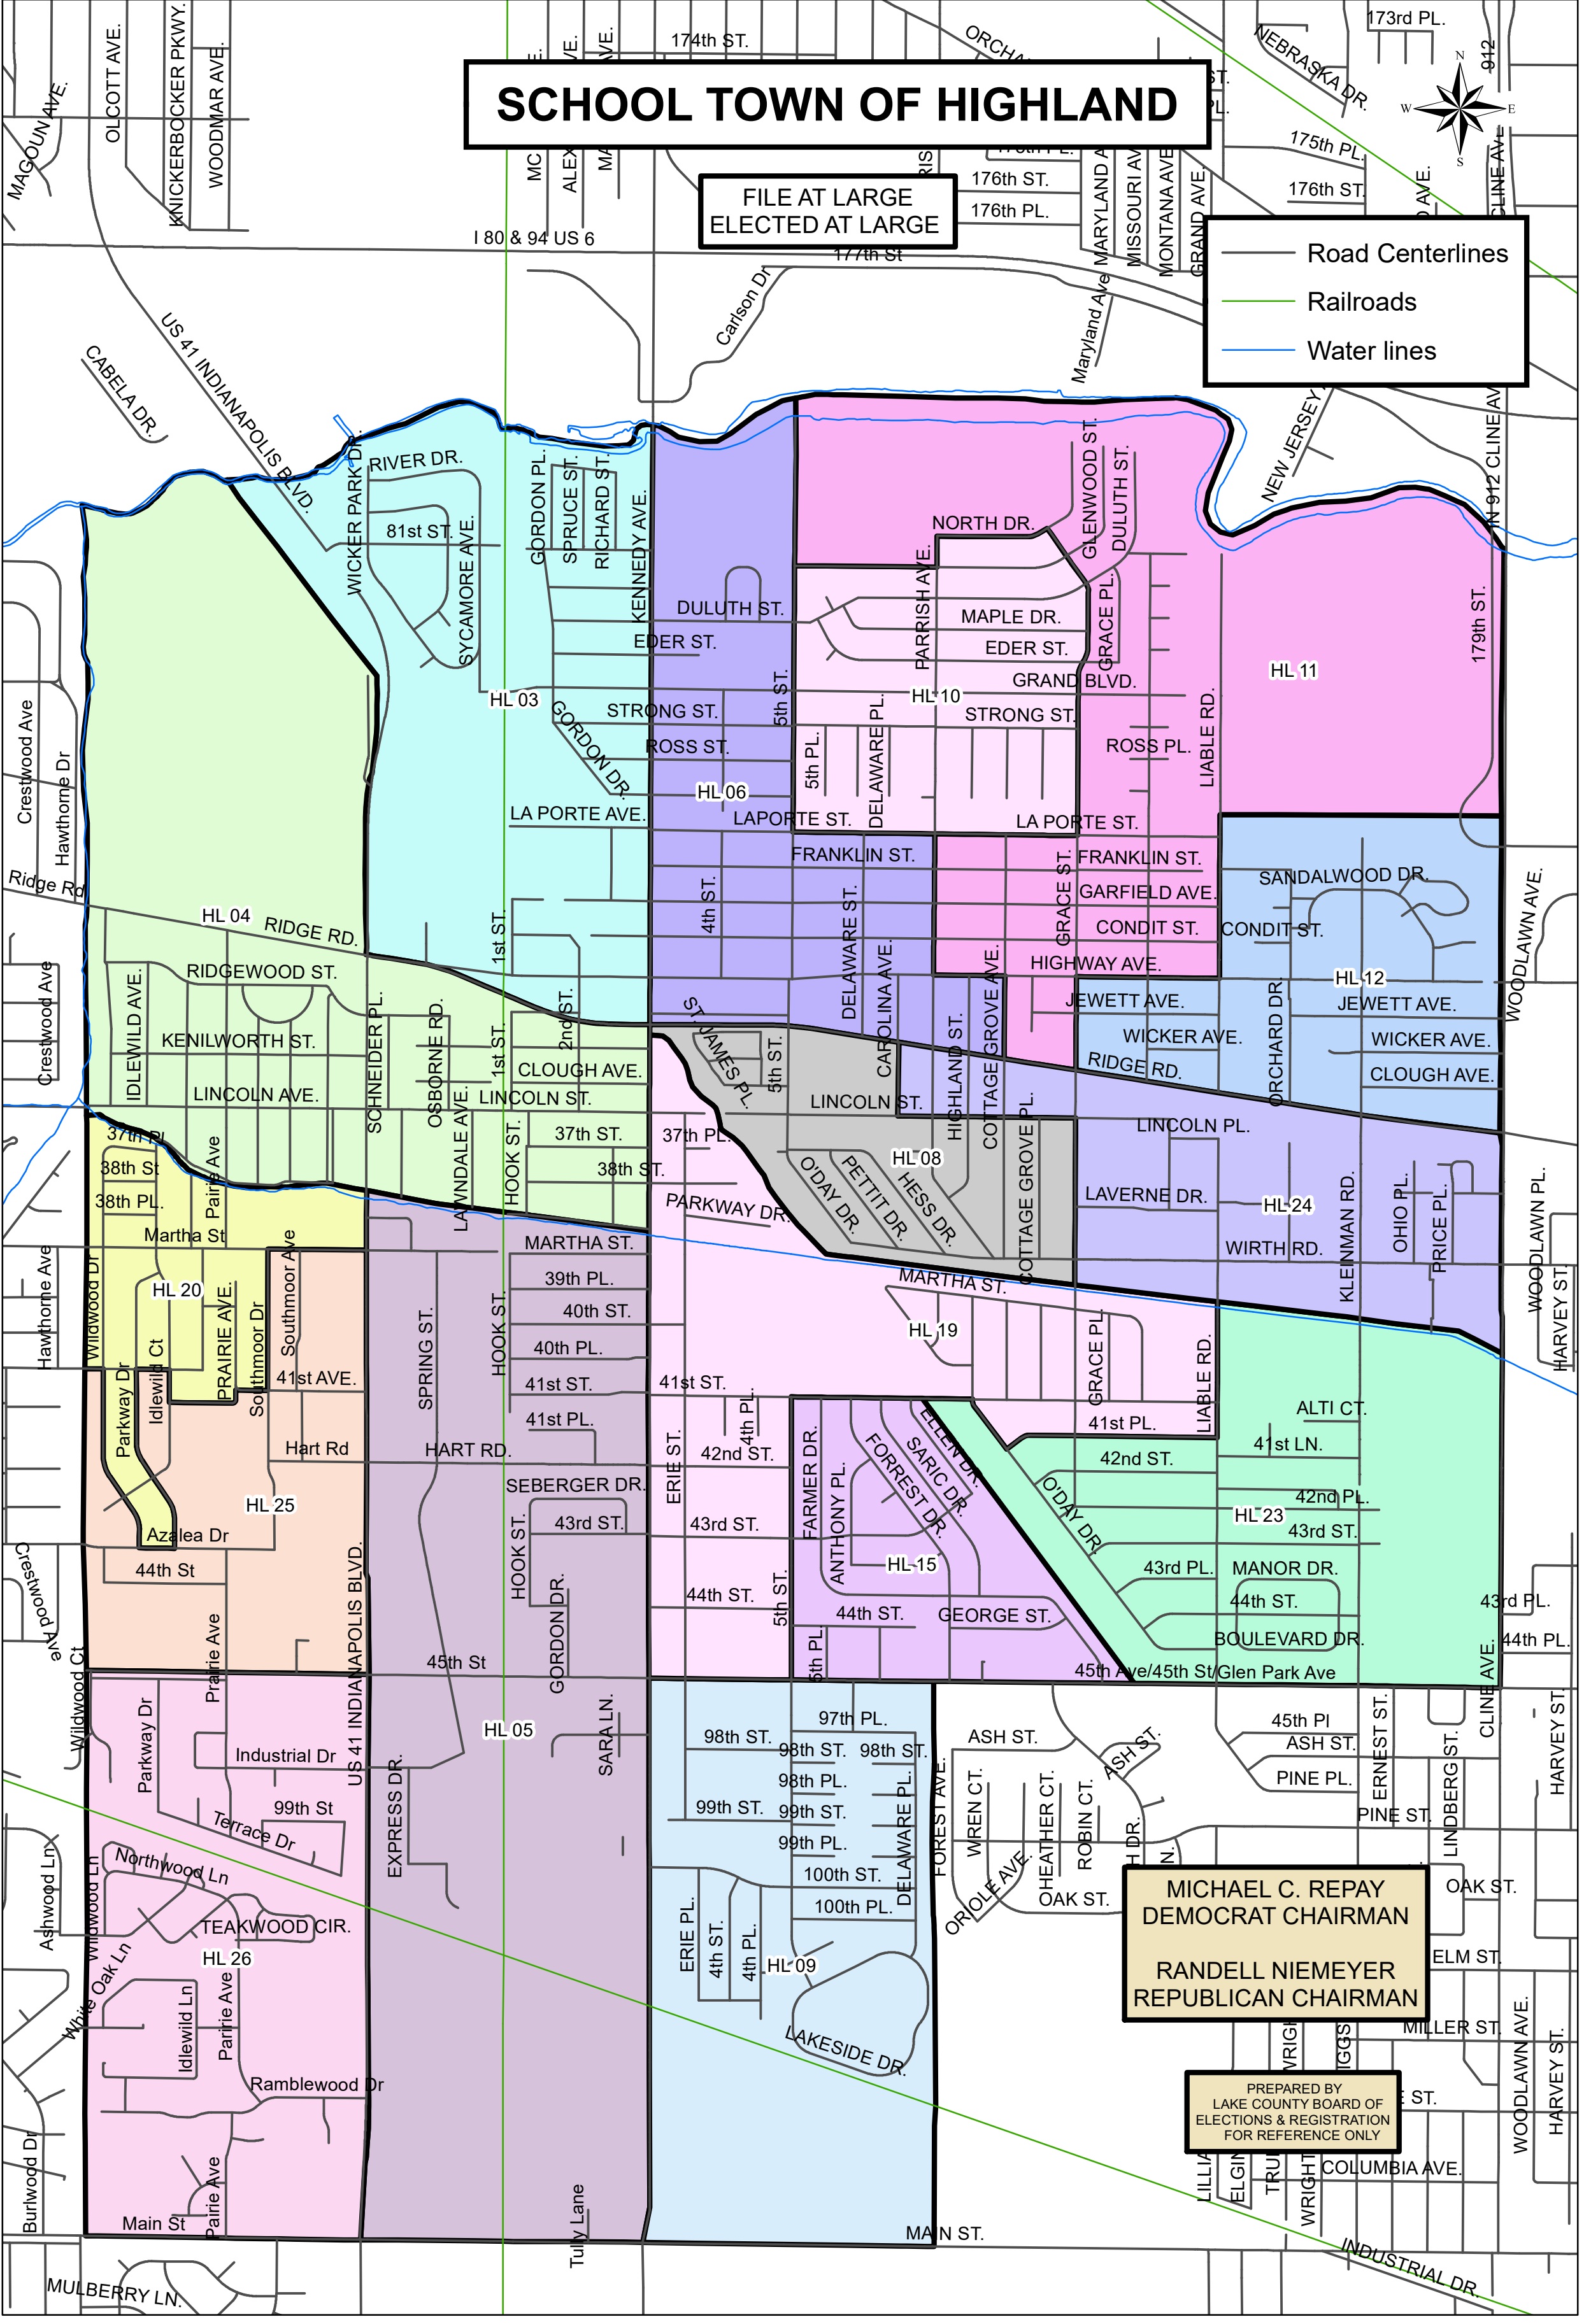 173rd PL.
174th ST.
OLCOTT AVE.
KNICKERBOCKER PKWY.
WOODMAR AVE.
MAGOUN AVE.
NEBRASKA DR.
912
N
W
E
S
SCHOOL TOWN OF HIGHLAND
175th PL.
176th ST.
176th ST.
176th PL.
FILE AT LARGE
ELECTED AT LARGE
MISSOURI AV
MONTANA AVE
GRAND AVE.
I 80 & 94 US 6
177th St
Road Centerlines
Railroads
Water lines
Carlson Dr
Maryland Ave
CABELA DR.
US 41 INDIANAPOLIS BLVD.
NEW JERSEY
IN 912 CLINE AV
WICKER PARK DR.
RIVER DR.
81st ST.
SYCAMORE AVE.
GORDON PL.
SPRUCE ST.
RICHARD ST.
KENNEDY AVE.
NORTH DR.
GLENWOOD ST.
DULUTH ST.
DULUTH ST.
EDER ST.
PARRISH AVE.
MAPLE DR.
EDER ST.
GRACE PL.
179th ST.
HL 03
HL 10
HL 11
GRAND BLVD.
5th ST.
STRONG ST.
STRONG ST.
GORDON DR.
ROSS ST.
5th PL.
DELAWARE PL.
ROSS PL.
LIABLE RD.
HL 06
Crestwood Ave
Hawthorne Dr
LA PORTE AVE.
LAPORTE ST.
LA PORTE ST.
FRANKLIN ST.
FRANKLIN ST.
Ridge Rd
HL 04
RIDGE RD.
1st ST.
4th ST.
DELAWARE ST.
GRACE ST.
GARFIELD AVE.
CONDIT ST.
CONDIT ST.
SANDALWOOD DR.
WOODLAWN AVE.
HIGHWAY AVE.
HL 12
Crestwood Ave
RIDGEWOOD ST.
IDLEWILD AVE.
KENILWORTH ST.
LINCOLN AVE.
SCHNEIDER PL.
OSBORNE RD.
1st ST.
2nd ST.
CLOUGH AVE.
LINCOLN ST.
ST. JAMES PL.
5th ST.
CAROLINA AVE.
HIGHLAND ST.
COTTAGE GROVE AVE.
JEWETT AVE.
JEWETT AVE.
WICKER AVE.
WICKER AVE.
RIDGE RD.
ORCHARD DR.
CLOUGH AVE.
LINCOLN ST.
LINCOLN PL.
37th Pl
38th St
38th PL.
Pairie Ave
LAWNDALE AVE.
HOOK ST.
37th ST.
38th ST.
37th PL.
PARKWAY DR.
O'DAY DR.
PETTIT DR.
HESS DR.
HL 08
COTTAGE GROVE PL.
LAVERNE DR.
HL 24
WIRTH RD.
KLEINMAN RD.
OHIO PL.
PRICE PL.
WOODLAWN PL.
HARVEY ST.
Martha St
MARTHA ST.
MARTHA ST.
Hawthorne Ave
Wildwood Dr
HL 20
Parkway Dr
Idlewild Ct
PRAIRIE AVE.
Southmoor Dr
Southmoor Ave
41st AVE.
SPRING ST.
HOOK ST.
39th PL.
40th ST.
40th PL.
41st ST.
41st PL.
41st ST.
4th PL.
HL 19
GRACE PL.
LIABLE RD.
41st PL.
ALTI CT.
41st LN.
Hart Rd
HART RD.
ERIE ST.
42nd ST.
42nd ST.
HL 25
SEBERGER DR.
43rd ST.
43rd ST.
FARMER DR.
ANTHONY PL.
FORREST DR.
SARIC DR.
ELLEN DR.
O'DAY DR.
42nd PL.
HL 23
43rd ST.
Crestwood Ave
Azalea Dr
44th St
HOOK ST.
GORDON DR.
44th ST.
5th ST.
HL 15
44th ST.
GEORGE ST.
43rd PL.
MANOR DR.
44th ST.
BOULEVARD DR.
43rd PL.
44th PL.
Wildwood Ct
Prairie Ave
US 41 INDIANAPOLIS BLVD.
45th St
5th PL.
45th Ave/45th St/Glen Park Ave
CLINE AVE.
Parkway Dr
Industrial Dr
HL 05
SARA LN.
98th ST.
97th PL.
98th ST.
98th ST.
98th PL.
ASH ST.
ASH ST.
45th Pl
ASH ST.
PINE PL.
ERNEST ST.
LINDBERG ST.
HARVEY ST.
99th St
Terrace Dr
EXPRESS DR.
99th ST.
99th ST.
99th PL.
DELAWARE PL.
FOREST AVE.
WREN CT.
HEATHER CT.
ROBIN CT.
PINE ST.
Ashwood Ln
Wildwood Ln
Northwood Ln
TEAKWOOD CIR.
100th ST.
100th PL.
ORIOLE AVE.
OAK ST.
OAK ST.
MICHAEL C. REPAY
DEMOCRAT CHAIRMAN
RANDELL NIEMEYER
REPUBLICAN CHAIRMAN
HL 26
White Oak Ln
ERIE PL.
4th ST.
4th PL.
HL 09
ELM ST.
Idlewild Ln
Paririe Ave
LAKESIDE DR.
MILLER ST.
WOODLAWN AVE.
HARVEY ST.
Ramblewood Dr
PREPARED BY
LAKE COUNTY BOARD OF
ELECTIONS & REGISTRATION
FOR REFERENCE ONLY
Burlwood Dr
COLUMBIA AVE.
Main St
Pairie Ave
Tully Lane
MAIN ST.
INDUSTRIAL DR.
MULBERRY LN.